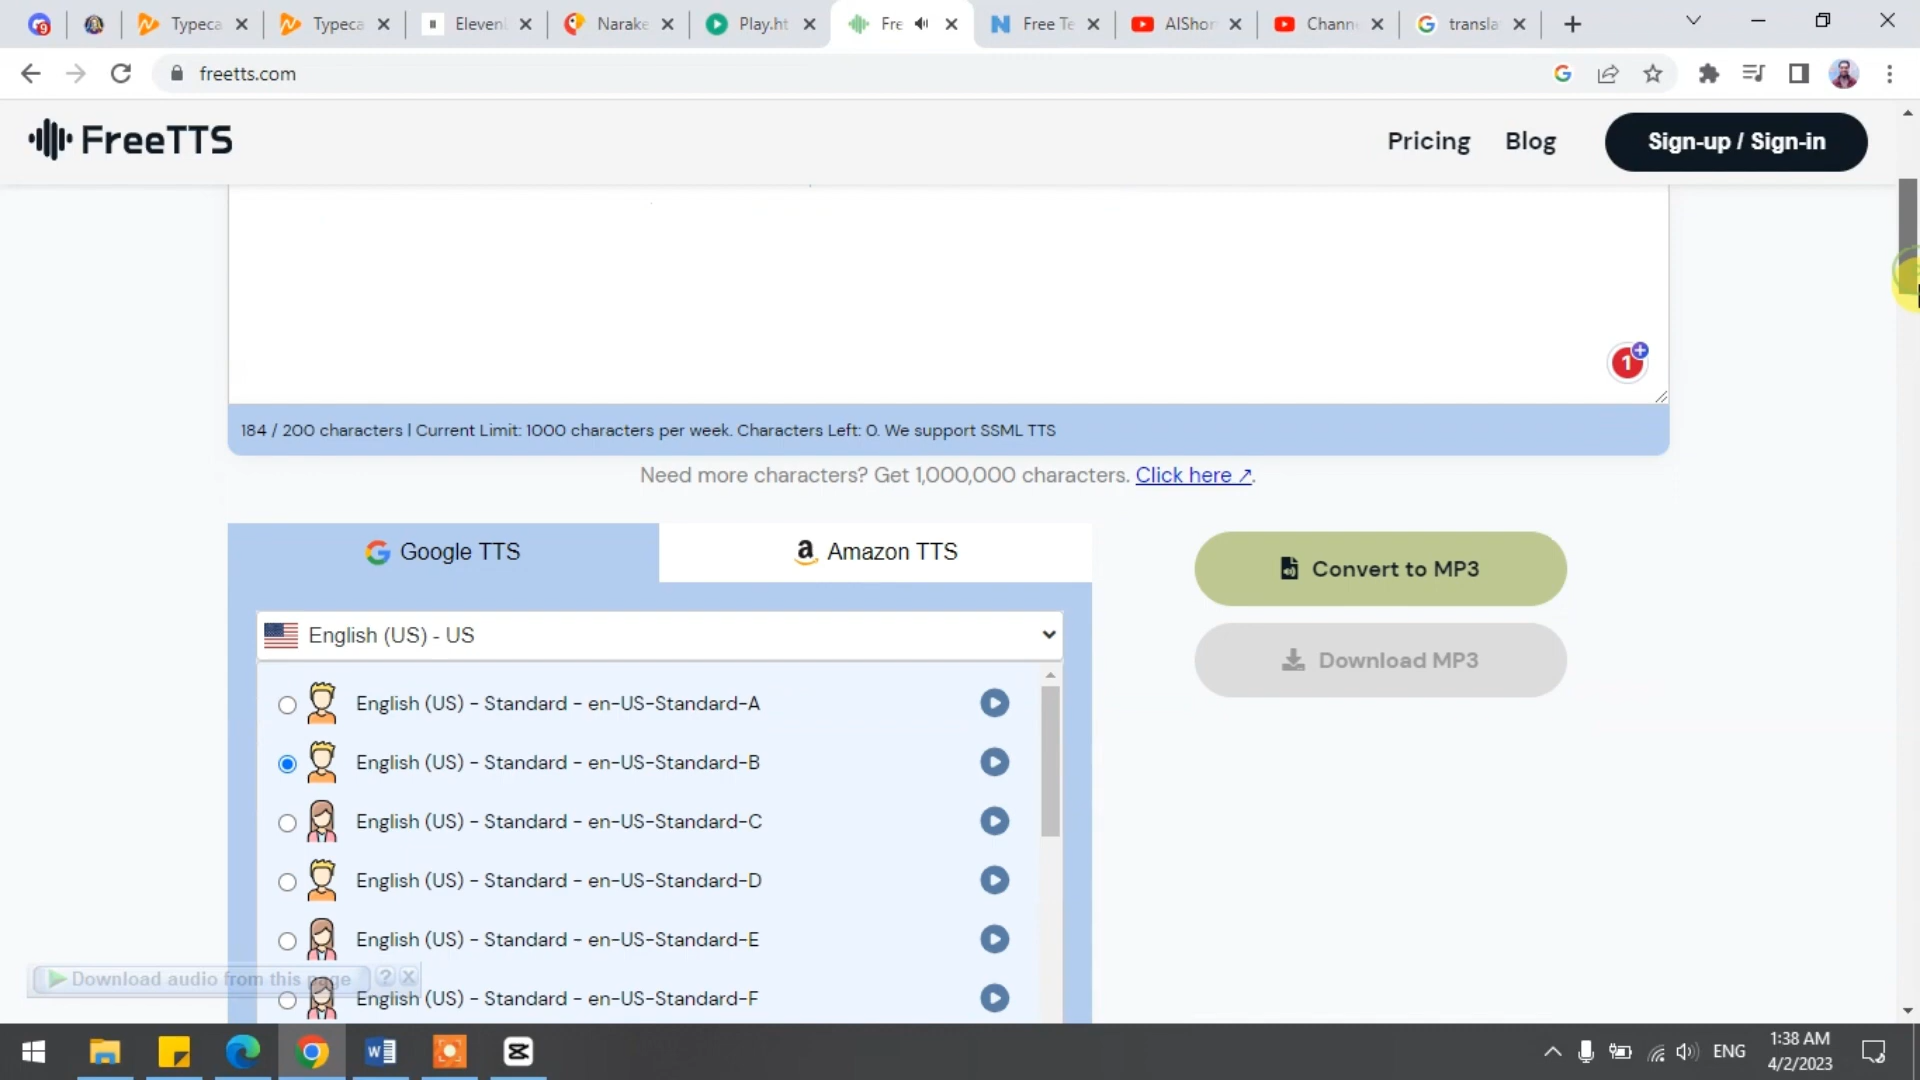 Typeca
Typeca
Elevenl
Narake
Play.ht
Fre
Free Te
AIShor
Chann
transla
freetts.com
FreeTTS
Pricing
Blog
Sign-up / Sign-in
1
184 / 200 characters | Current Limit: 1000 characters per week. Characters Left: 0. We support SSML TTS
Need more characters? Get 1,000,000 characters. Click here ↗.
Google TTS
Amazon TTS
Convert to MP3
Download MP3
English (US) - US
English (US) - Standard - en-US-Standard-A
English (US) - Standard - en-US-Standard-B
English (US) - Standard - en-US-Standard-C
English (US) - Standard - en-US-Standard-D
English (US) - Standard - en-US-Standard-E
Download audio from this page ? x
English (US) - Standard - en-US-Standard-F
ENG
1:38 AM
4/2/2023